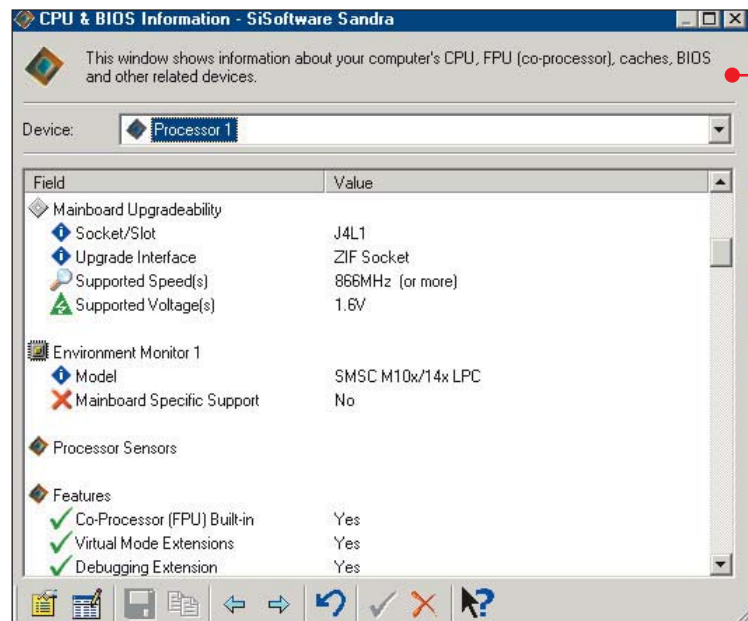 CPU & BIOS Information - SiSoftware Sandra
This window shows information about your computer's CPU, FPU (co-processor), caches, BIOS
and other related devices.
Device: Processor 1
Field Value
Mainboard Upgradeability
Socket/Slot J4L1
Upgrade Interface ZIF Socket
Supported Speed(s) 866MHz (or more)
Supported Voltage(s) 1.6V
Environment Monitor 1
Model SMSC M10x/14x LPC
Mainboard Specific Support No
Processor Sensors
Features
Co-Processor (FPU) Built-in Yes
Virtual Mode Extensions Yes
Debugging Extension Yes